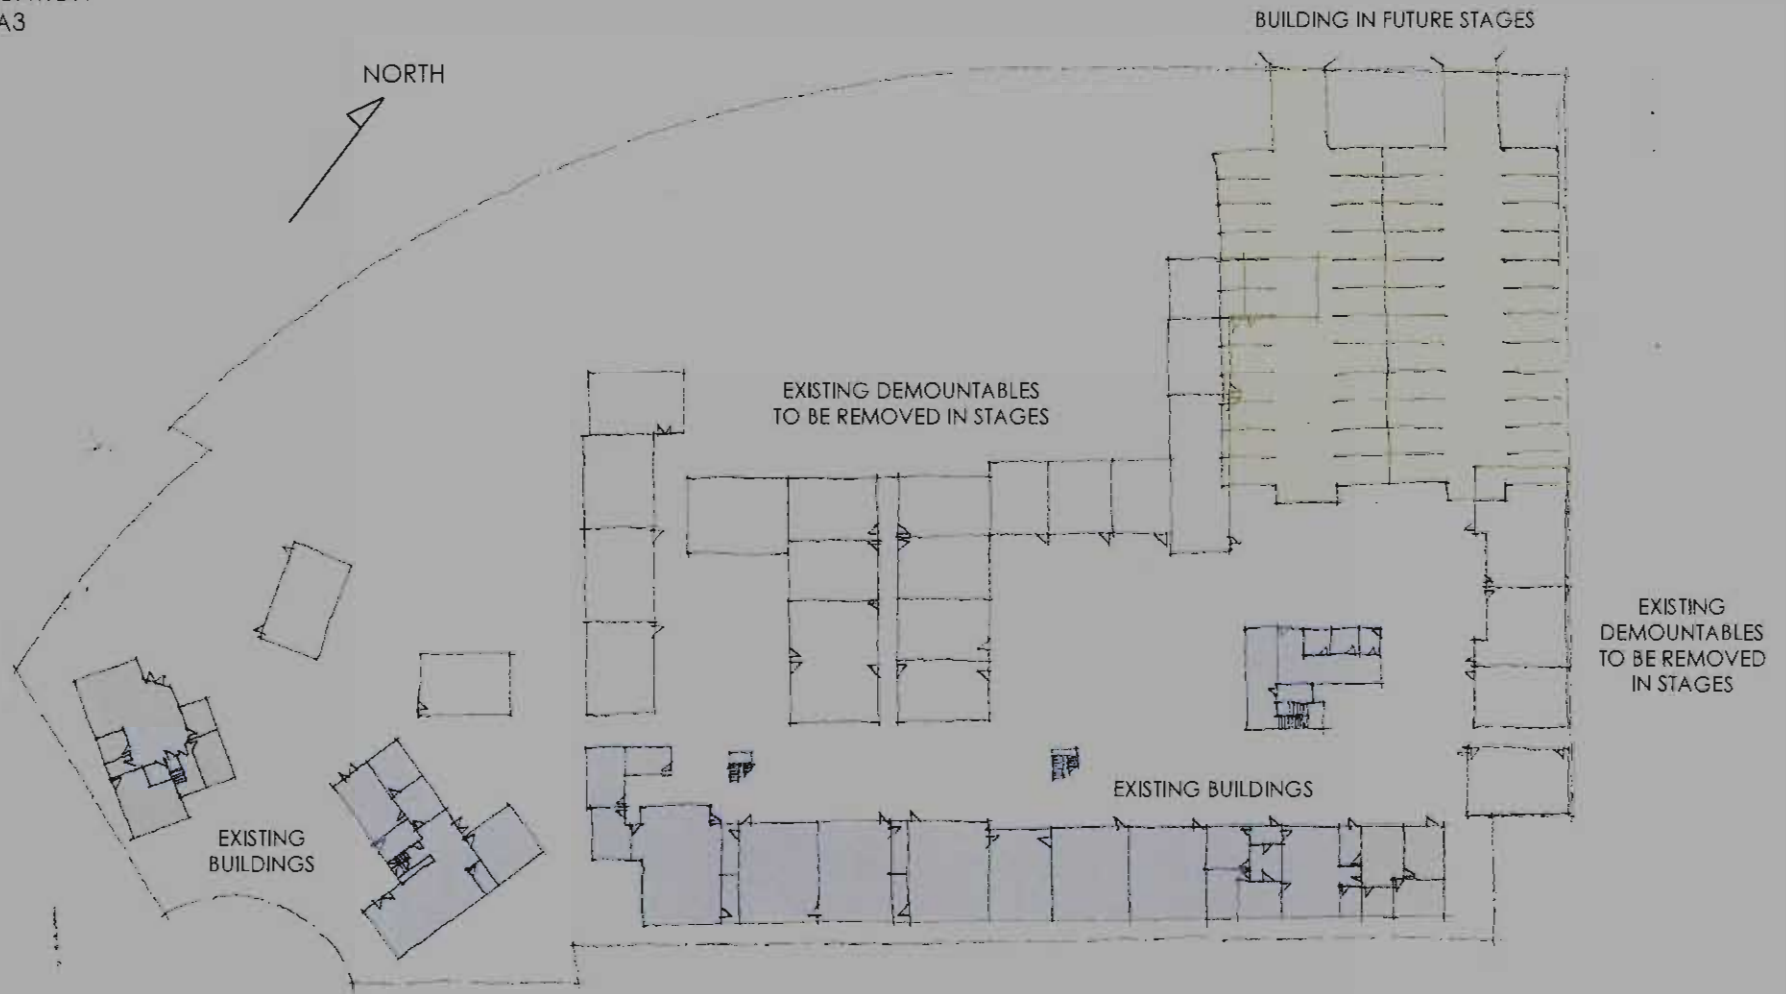 A3
BUILDING IN FUTURE STAGES
NORTH
EXISTING DEMOUNTABLES
TO BE REMOVED IN STAGES
EXISTING
DEMOUNTABLES
TO BE REMOVED
IN STAGES
EXISTING BUILDINGS
EXISTING
BUILDINGS